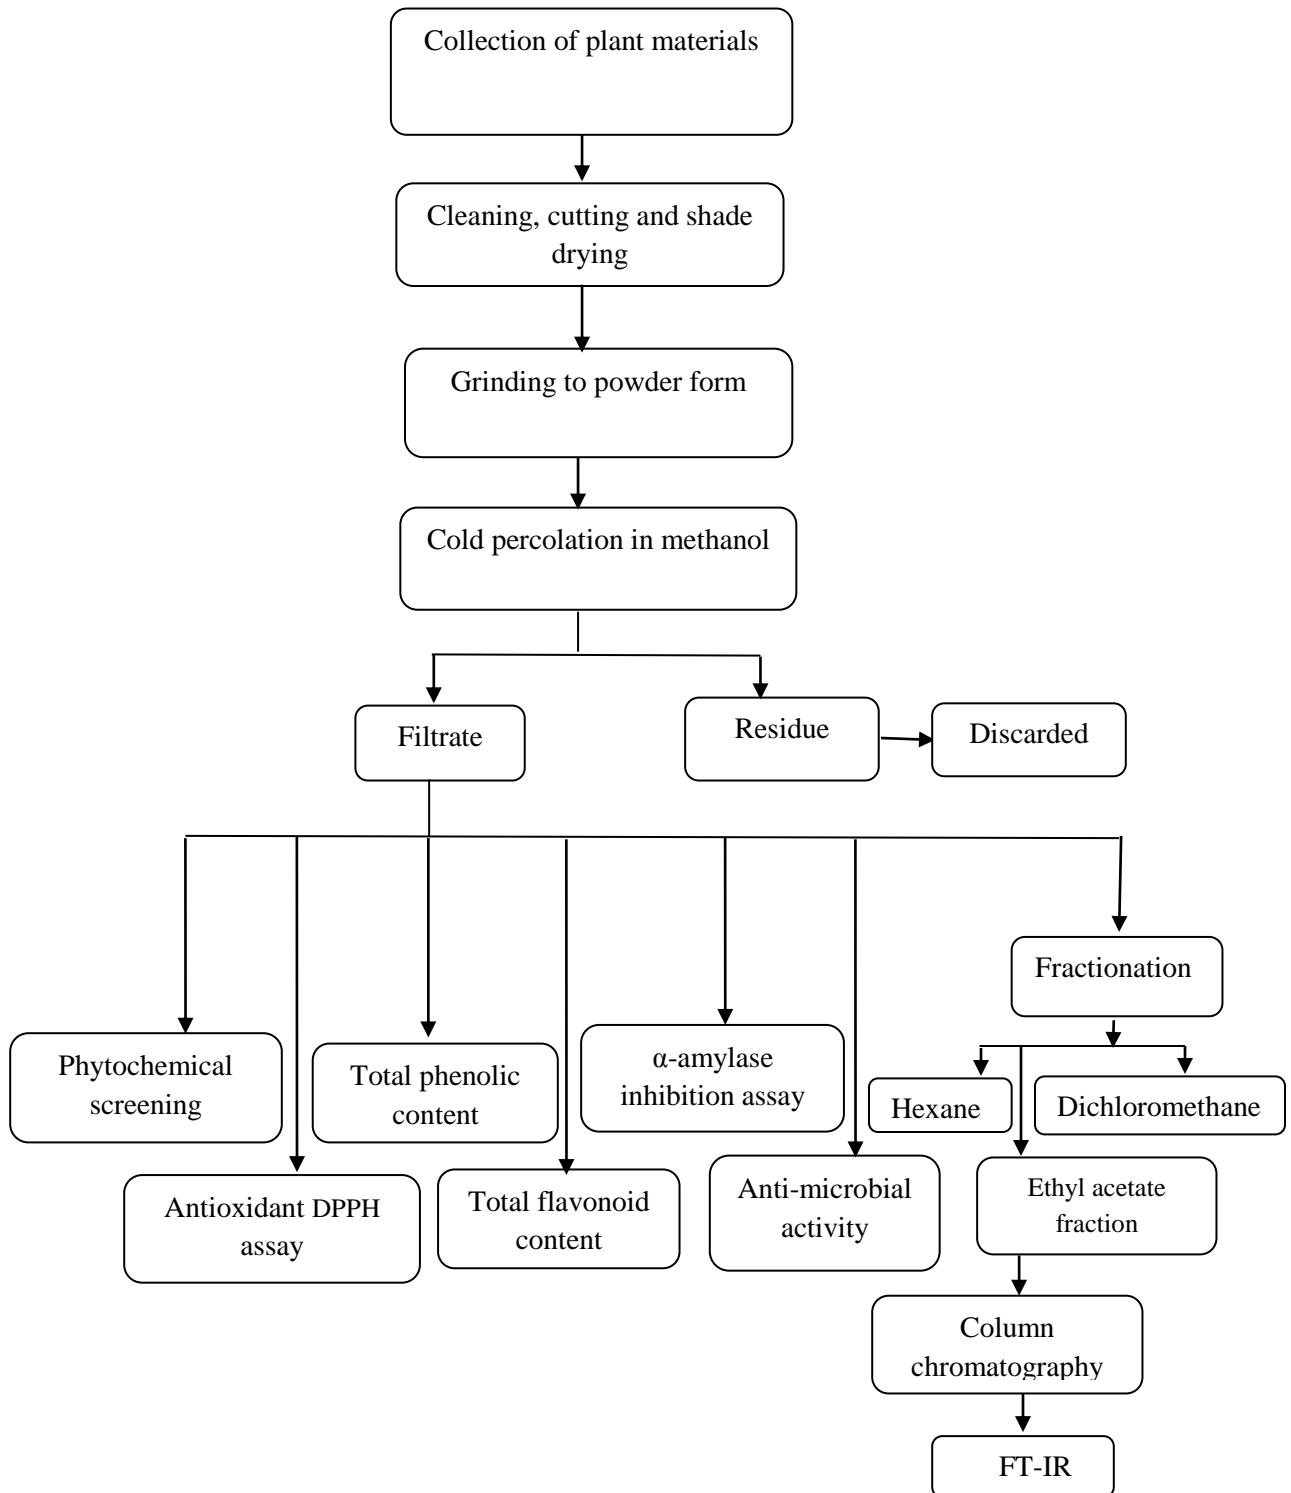 Collection of plant materials
Cleaning, cutting and shade
drying
Grinding to powder form
Cold percolation in methanol
Filtrate
Residue
Discarded
Fractionation
Phytochemical
screening
Total phenolic
content
α-amylase
inhibition assay
Hexane
Dichloromethane
Antioxidant DPPH
assay
Total flavonoid
content
Anti-microbial
activity
Ethyl acetate
fraction
Column
chromatography
FT-IR